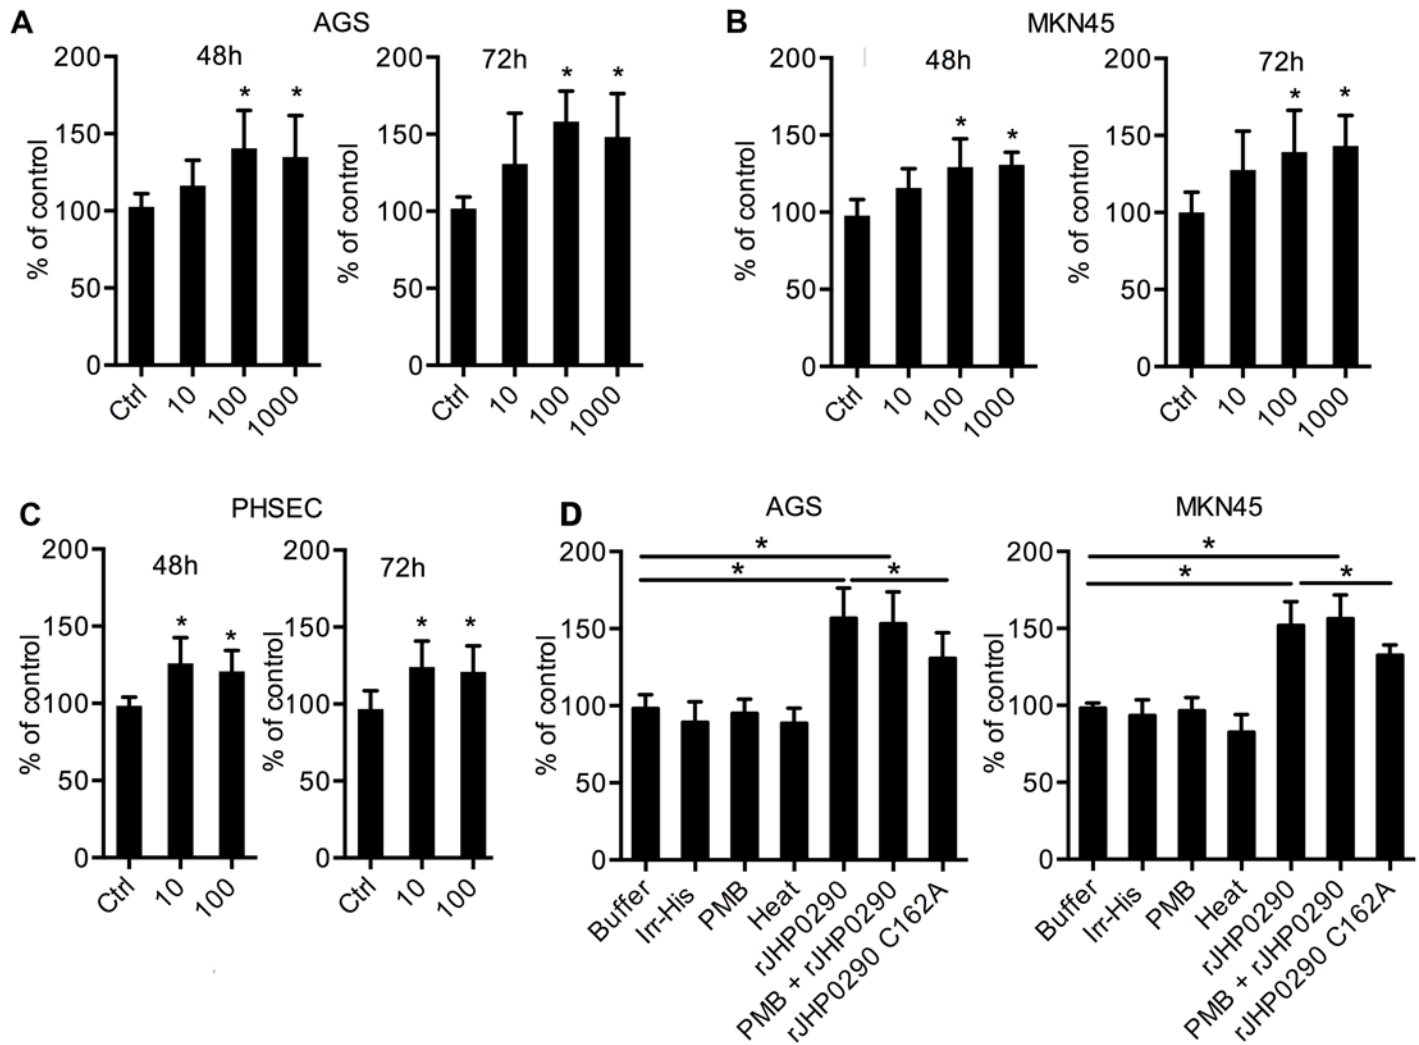 A
AGS
B
MKN45
48h
72h
48h
72h
% of control
200
150
100
50
0
* *
Ctrl 10 100 1000
% of control
200
150
100
50
0
* *
Ctrl 10 100 1000
% of control
200
150
100
50
0
* *
Ctrl 10 100 1000
% of control
200
150
100
50
0
* *
Ctrl 10 100 1000
C
PHSEC
48h
72h
% of control
200
150
100
50
0
* *
Ctrl 10 100
% of control
200
150
100
50
0
* *
Ctrl 10 100
D
AGS
MKN45
% of control
200
150
100
50
0
*
* *
Buffer
Irr-His
PMB
Heat
rJHP0290
PMB + rJHP0290
rJHP0290 C162A
% of control
200
150
100
50
0
*
* *
Buffer
Irr-His
PMB
Heat
rJHP0290
PMB + rJHP0290
rJHP0290 C162A